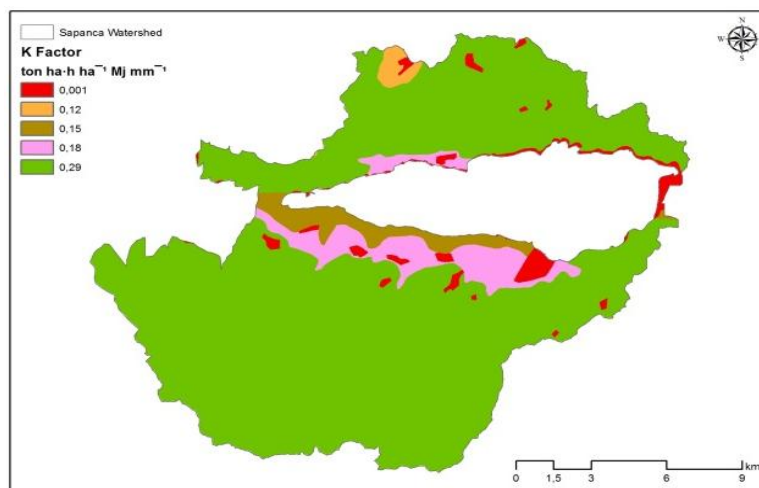 Sapanca Watershed
K Factor
ton ha·h ha⁻¹ Mj mm⁻¹
0,001
0,12
0,15
0,18
0,29
N
W E
S
km
0 1,5 3 6 9